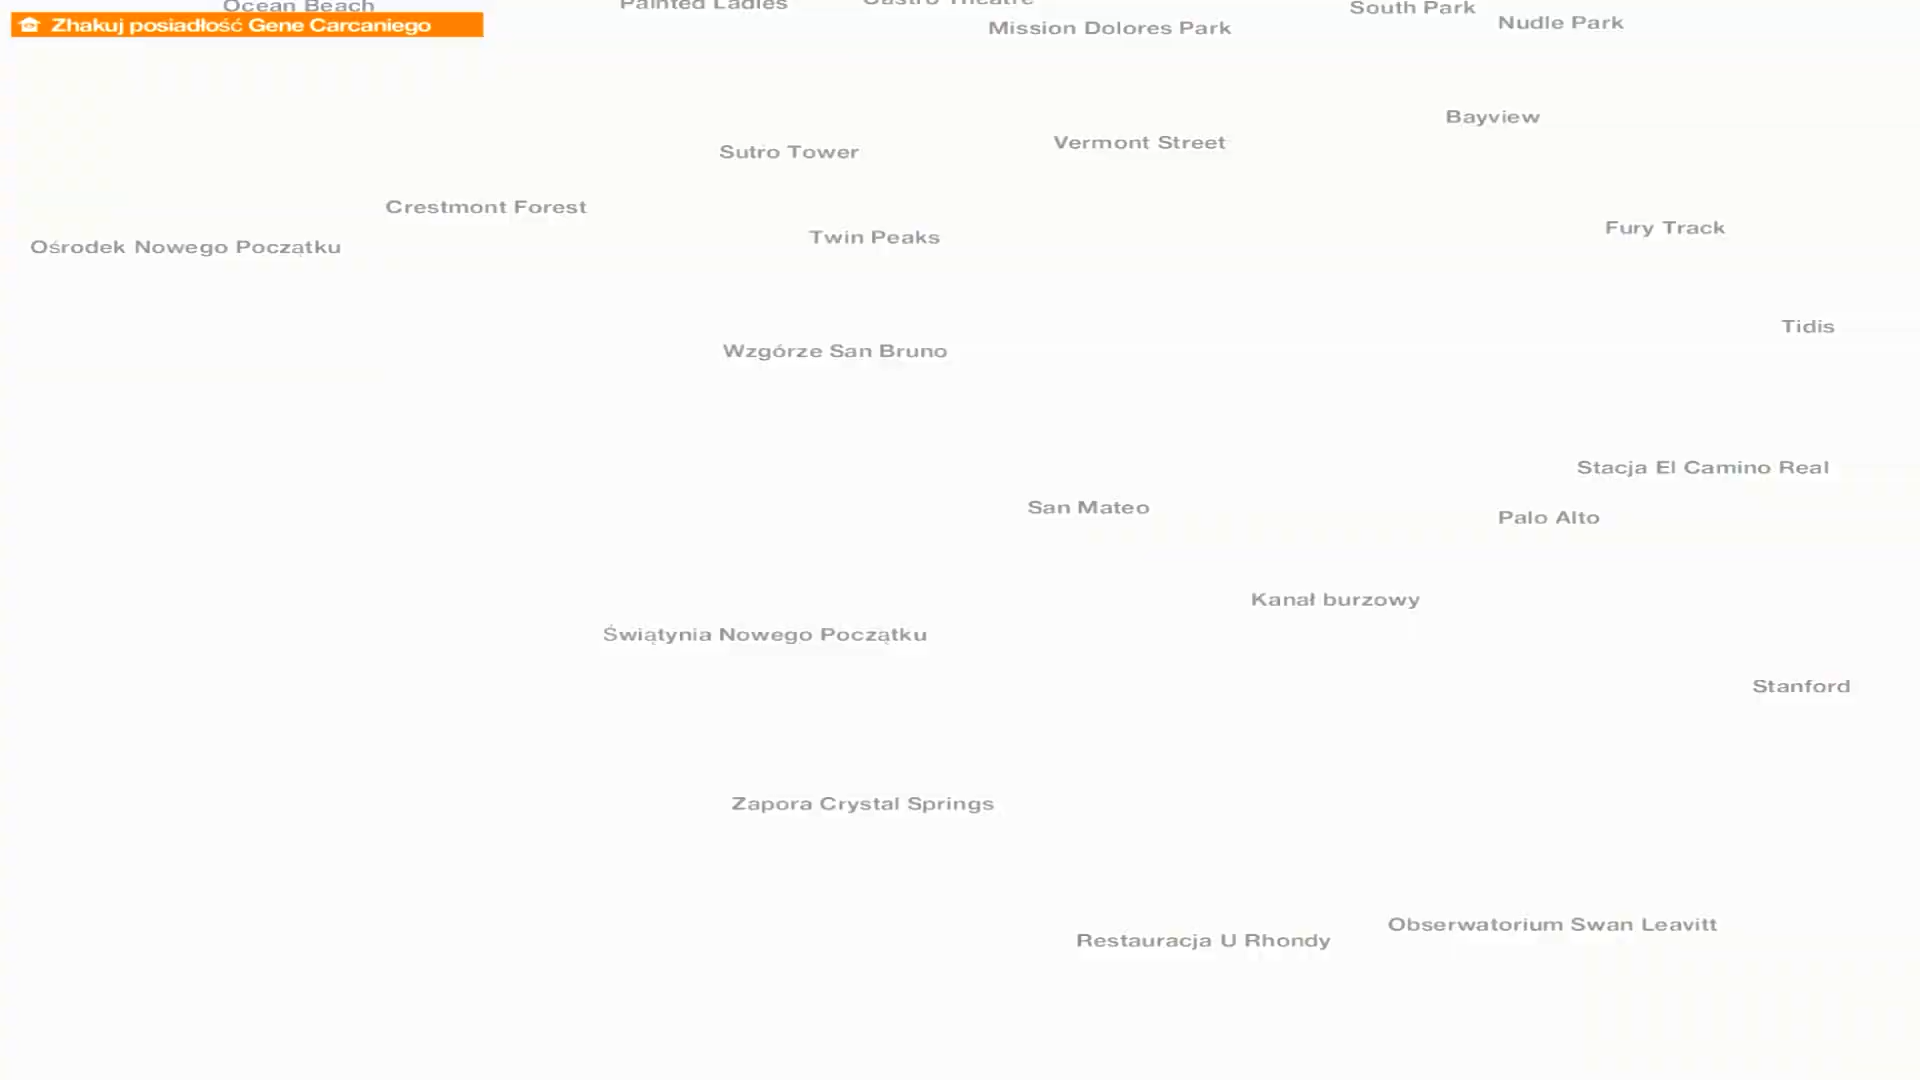 Ocean Beach
Painted Ladies
Castro Theatre
South Park
Nudle Park
Zhakuj posiadłość Gene Carcaniego
Mission Dolores Park
Bayview
Vermont Street
Sutro Tower
Crestmont Forest
Fury Track
Twin Peaks
Ośrodek Nowego Początku
Tidis
Wzgórze San Bruno
Stacja El Camino Real
San Mateo
Palo Alto
Kanał burzowy
Świątynia Nowego Początku
Stanford
Zapora Crystal Springs
Obserwatorium Swan Leavitt
Restauracja U Rhondy